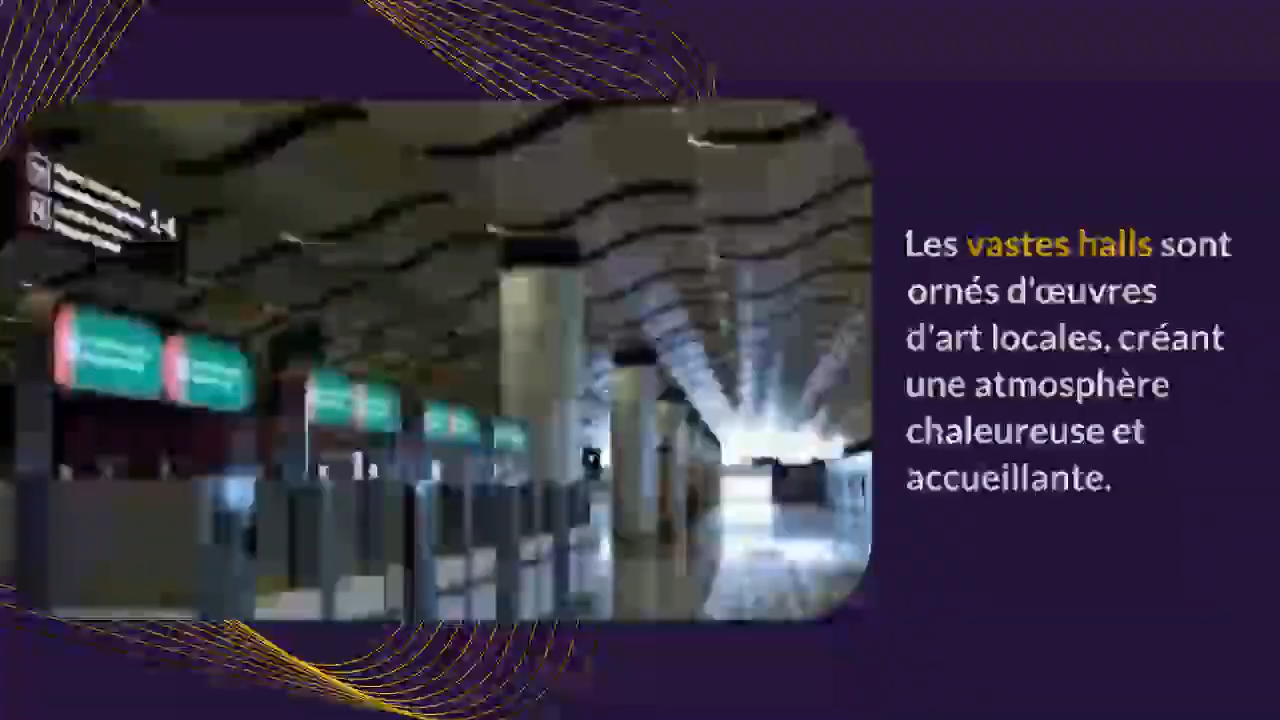 Les vastes halls sont
ornés d'œuvres
d'art locales, créant
une atmosphère
chaleureuse et
accueillante.